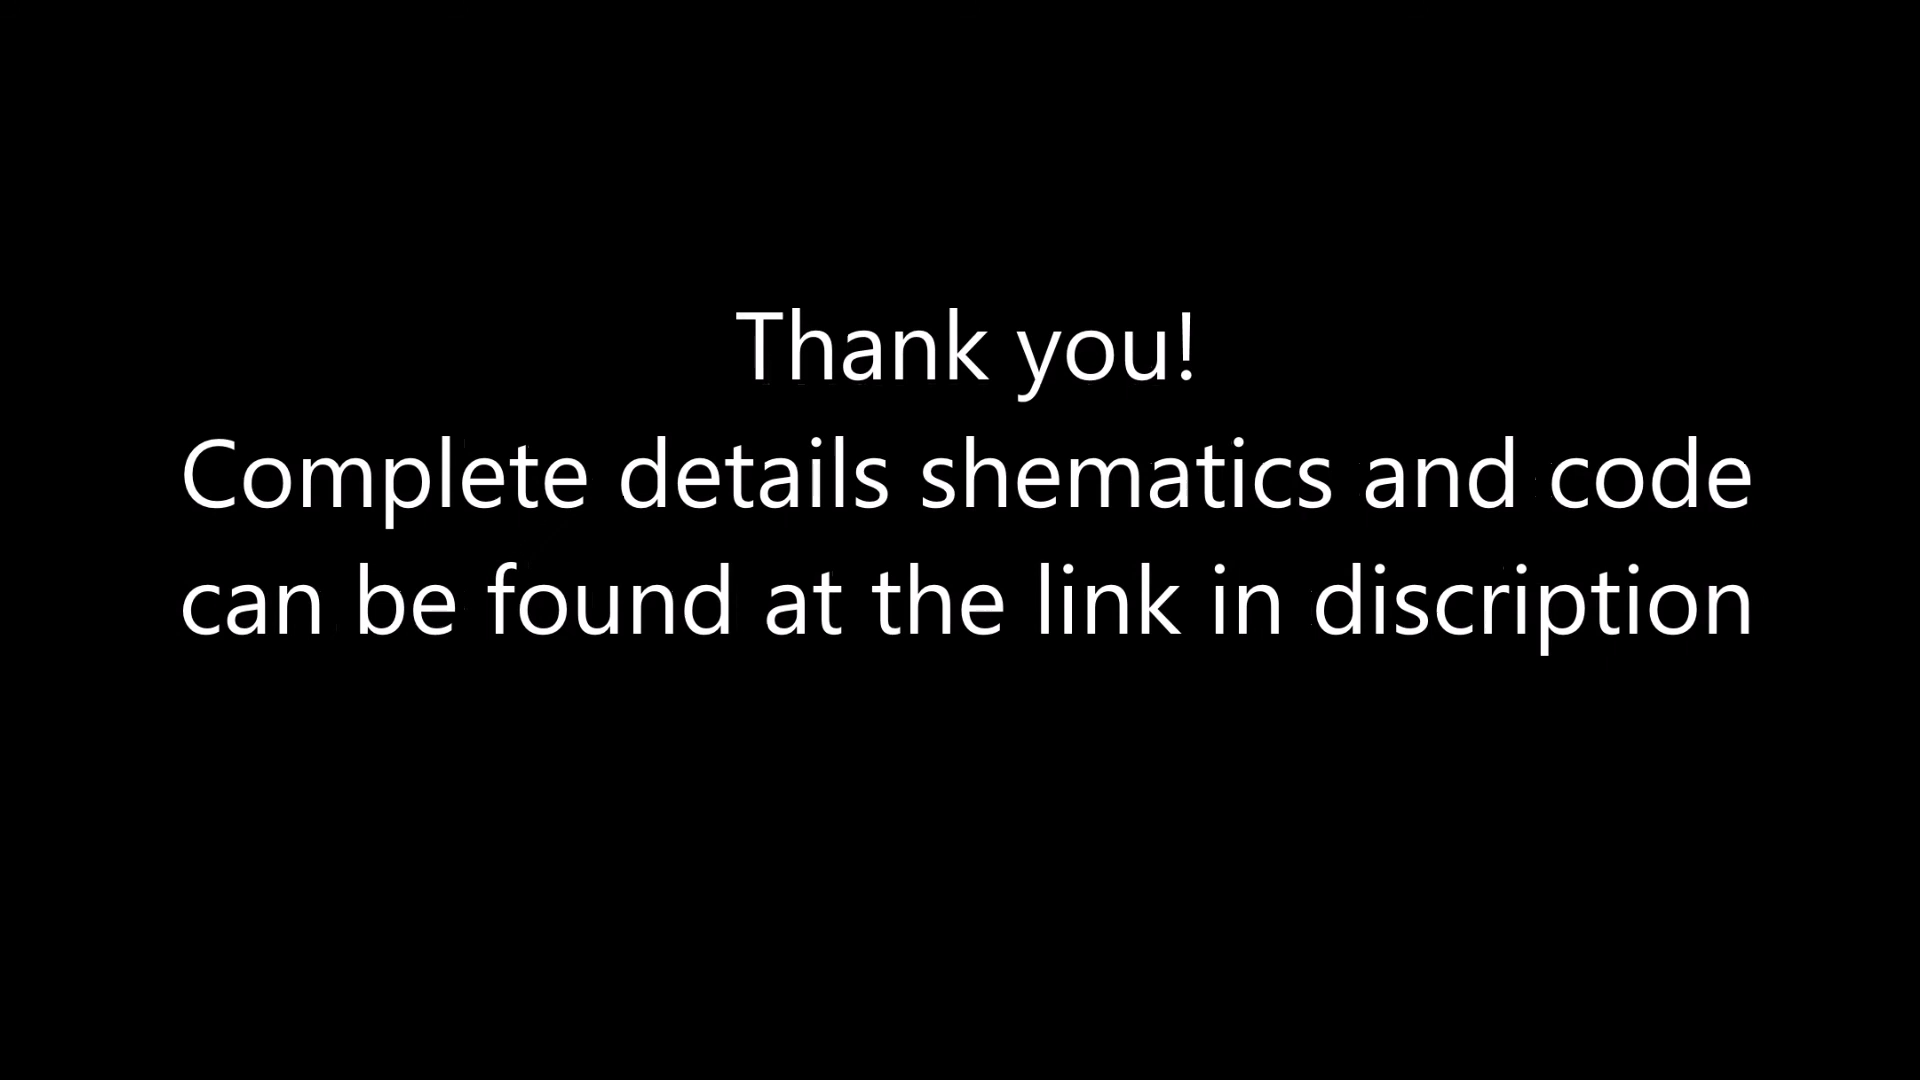 Thank you!
Complete details shematics and code
can be found at the link in discription